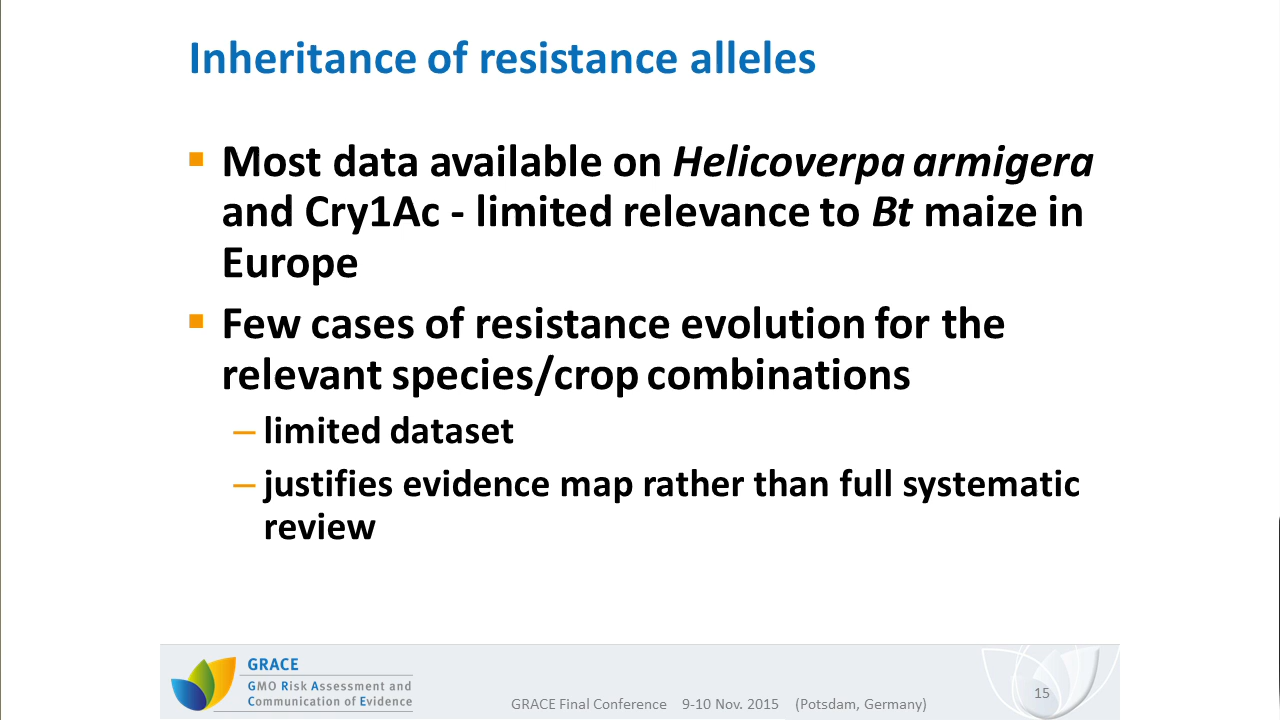 Inheritance of resistance alleles
Most data available on Helicoverpa armigera
and Cry1Ac - limited relevance to Bt maize in
Europe
Few cases of resistance evolution for the
relevant species/crop combinations
– limited dataset
– justifies evidence map rather than full systematic
review
GRACE
GMO Risk Assessment and
Communication of Evidence
GRACE Final Conference 9-10 Nov. 2015 (Potsdam, Germany)
15